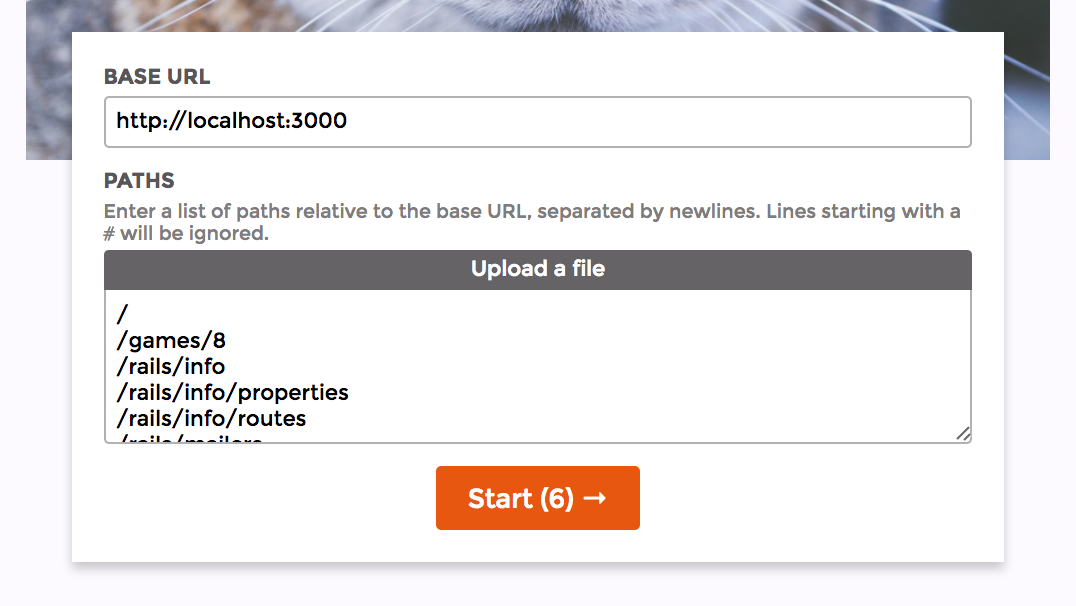 BASE URL
http://localhost:3000
PATHS
Enter a list of paths relative to the base URL, separated by newlines. Lines starting with a
# will be ignored.
Upload a file
/
/games/8
/rails/info
/rails/info/properties
/rails/info/routes
/rails/mailers
Start (6) →